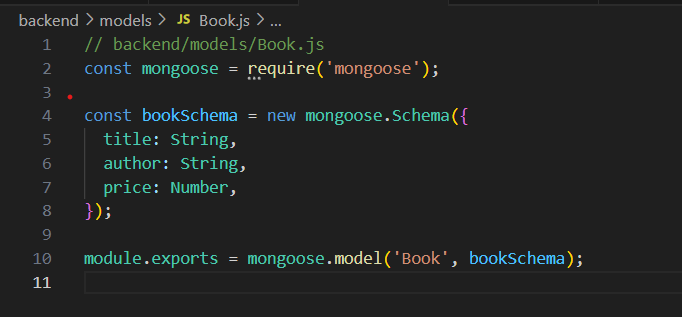 backend > models > JS Book.js > ...
1 // backend/models/Book.js
2 const mongoose = require('mongoose');
3
4 const bookSchema = new mongoose.Schema({
5   title: String,
6   author: String,
7   price: Number,
8 });
9
10 module.exports = mongoose.model('Book', bookSchema);
11